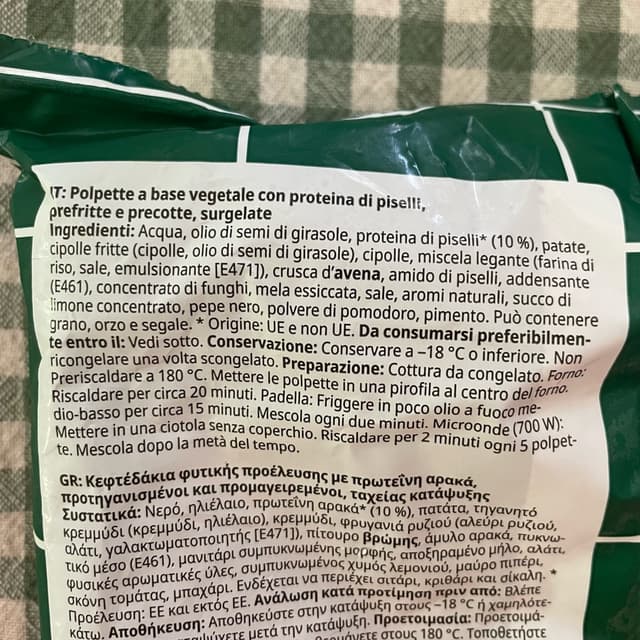 IT: Polpette a base vegetale con proteina di piselli,
prefritte e precotte, surgelate
Ingredienti: Acqua, olio di semi di girasole, proteina di piselli* (10 %), patate,
cipolle fritte (cipolle, olio di semi di girasole), cipolle, miscela legante (farina di
riso, sale, emulsionante [E471]), crusca d'avena, amido di piselli, addensante
(E461), concentrato di funghi, mela essiccata, sale, aromi naturali, succo di
limone concentrato, pepe nero, polvere di pomodoro, pimento. Può contenere
grano, orzo e segale. * Origine: UE e non UE. Da consumarsi preferibilmen-
te entro il: Vedi sotto. Conservazione: Conservare a –18 °C o inferiore. Non
ricongelare una volta scongelato. Preparazione: Cottura da congelato. Forno:
Preriscaldare a 180 °C. Mettere le polpette in una pirofila al centro del forno.
Riscaldare per circa 20 minuti. Padella: Friggere in poco olio a fuoco me-
dio-basso per circa 15 minuti. Mescola ogni due minuti. Microonde (700 W):
Mettere in una ciotola senza coperchio. Riscaldare per 2 minuti ogni 5 polpet-
te. Mescola dopo la metà del tempo.
GR: Κεφτέδάκια φυτικής προέλευσης με πρωτεΐνη αρακά,
προτηγανισμένοι και προμαγειρεμένοι, ταχείας κατάψυξης
Συστατικά: Νερό, ηλιέλαιο, πρωτεΐνη αρακά* (10 %), πατάτα, τηγανητό
κρεμμύδι (κρεμμύδι, ηλιέλαιο), κρεμμύδι, φρυγανιά ρυζιού (αλεύρι ρυζιού,
αλάτι, γαλακτωματοποιητής [E471]), πίτουρο βρώμης, άμυλο αρακά, πυκνω-
τικό μέσο (E461), μανιτάρι συμπυκνωμένης μορφής, αποξηραμένο μήλο, αλάτι,
φυσικές αρωματικές ύλες, συμπυκνωμένος χυμός λεμονιού, μαύρο πιπέρι,
σκόνη τομάτας, μπαχάρι. Ενδέχεται να περιέχει σιτάρι, κριθάρι και σίκαλη. *
Προέλευση: ΕΕ και εκτός ΕΕ. Ανάλωση κατά προτίμηση πριν από: Βλέπε
κάτω. Αποθήκευση: Αποθηκεύστε στην κατάψυξη στους –18 °C ή χαμηλότε-
μετά την κατάψυξη. Προετοιμασία: Προετοιμά-
στους 180 °C. Τοποθετήστε